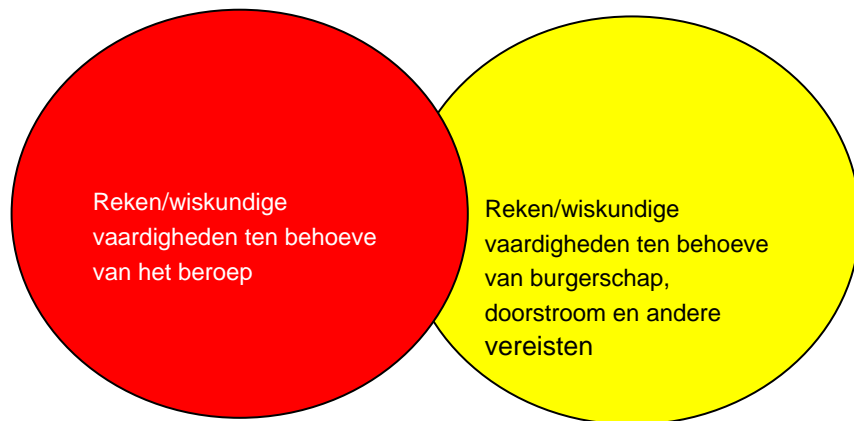 Reken/wiskundige
vaardigheden ten behoeve
van het beroep
Reken/wiskundige
vaardigheden ten behoeve
van burgerschap,
doorstroom en andere
vereisten